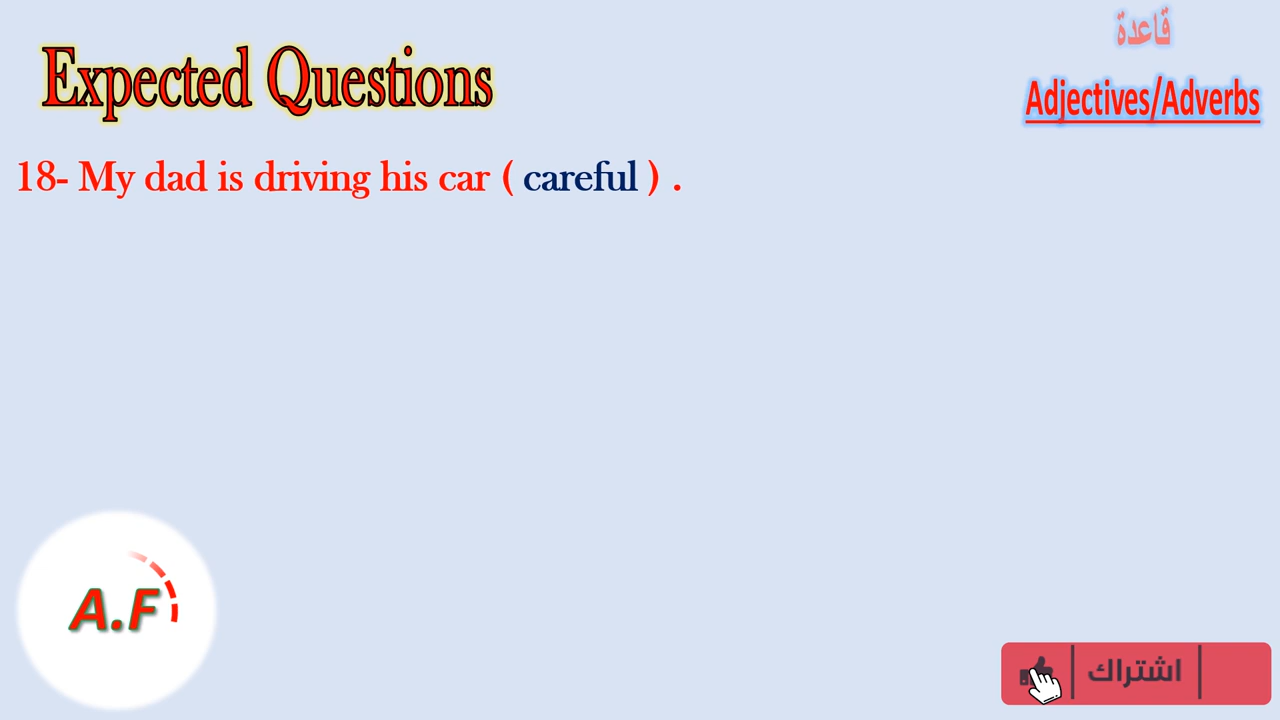 Expected Questions
قاعدة
Adjectives/Adverbs
18- My dad is driving his car ( careful ) .
A.F
اشتراك